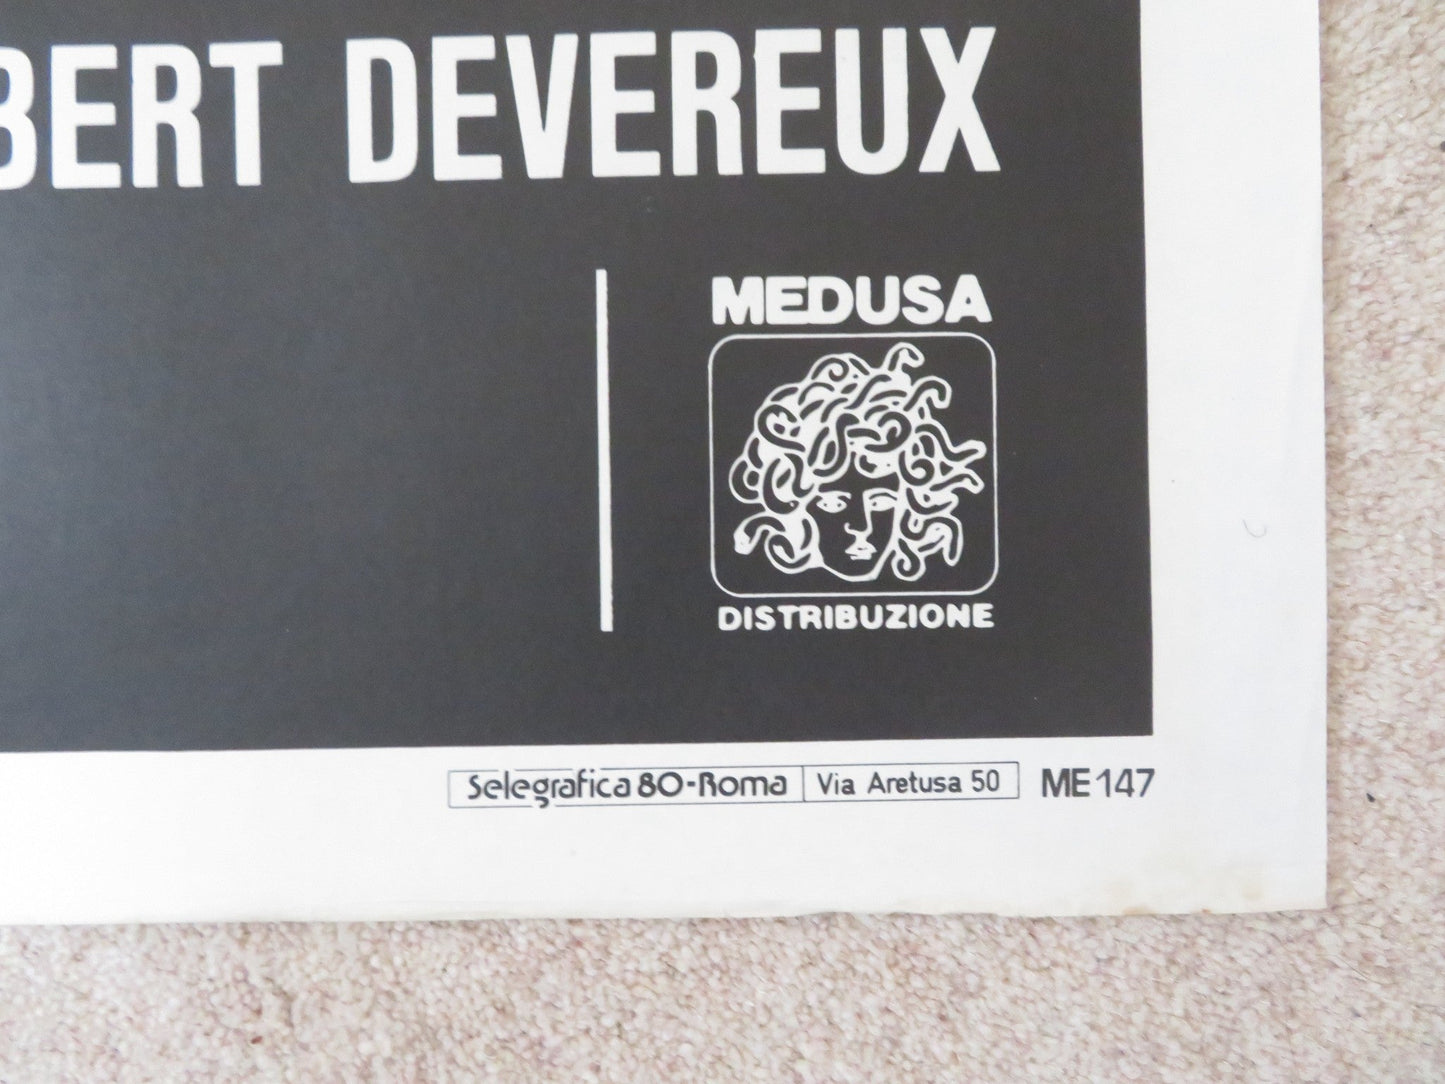 BERT DEVEREUX
MEDUSA
DISTRIBUZIONE
Selegrafica 80-Roma Via Aretusa 50 ME 147